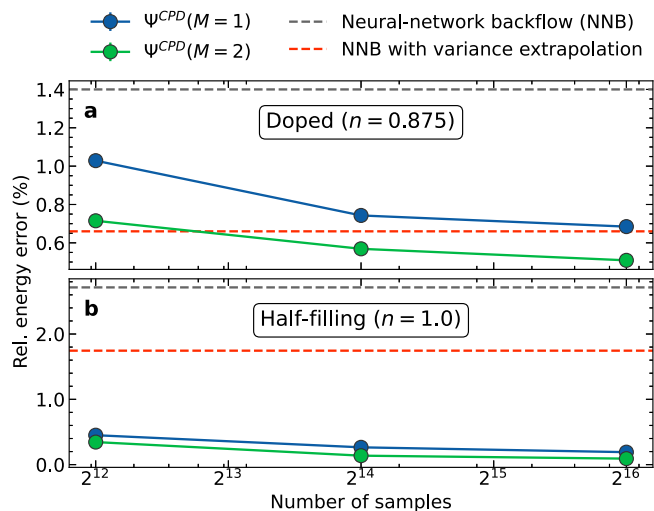 Ψ^CPD(M = 1)
Ψ^CPD(M = 2)
Neural-network backflow (NNB)
NNB with variance extrapolation
a
Doped (n = 0.875)
1.4
1.2
1.0
0.8
0.6
Rel. energy error (%)
b
Half-filling (n = 1.0)
2.0
1.0
0.0
2^12 2^13 2^14 2^15 2^16
Number of samples